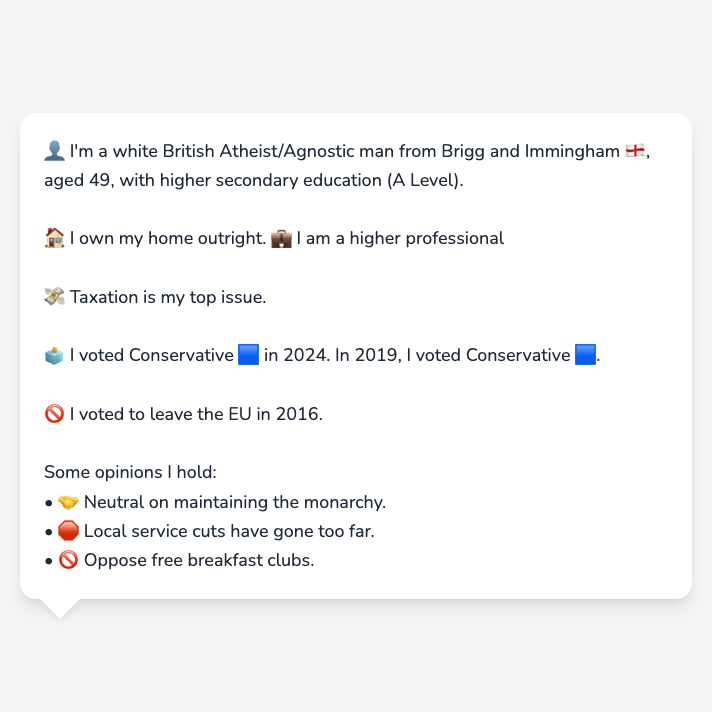 👤 I'm a white British Atheist/Agnostic man from Brigg and Immingham 🏴󠁧󠁢󠁥󠁮󠁧󠁿,
aged 49, with higher secondary education (A Level).
🏠 I own my home outright. 💼 I am a higher professional
💸 Taxation is my top issue.
🗳️ I voted Conservative 🟦 in 2024. In 2019, I voted Conservative 🟦.
🚫 I voted to leave the EU in 2016.
Some opinions I hold:
• 🤝 Neutral on maintaining the monarchy.
• 🛑 Local service cuts have gone too far.
• 🚫 Oppose free breakfast clubs.